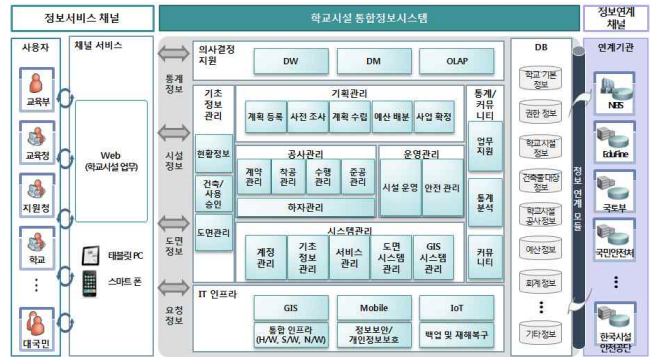 정보서비스 채널
학교시설 통합정보시스템
정보연계
채널
사용자
교육부
교육청
지원청
학교
대국민
채널 서비스
Web
(학교시설 업무)
태블릿 PC
스마트 폰
통계
정보
시설
정보
도면
정보
요청
정보
의사결정
지원
DW
DM
OLAP
기초
정보
관리
현황정보
건축/
사용
승인
도면관리
기획관리
계획 등록
사전 조사
계획 수립
예산 배분
사업 확정
공사관리
계약
관리
착공
관리
수행
관리
준공
관리
하자관리
운영관리
시설 운영
안전 관리
시스템관리
계정
관리
기초
정보
관리
서비스
관리
도면
시스템
관리
GIS
시스템
관리
통계/
커뮤
니티
업무
지원
통계
분석
커뮤
니티
IT 인프라
GIS
Mobile
IoT
통합 인프라
(H/W, S/W, N/W)
정보보안/
개인정보보호
백업 및 재해복구
DB
학교 기본
정보
권한 정보
학교시설
정보
건축물대장
정보
학교시설
공사정보
예산정보
회계정보
기타정보
정보 연계 모듈
연계기관
NEIS
EduFine
국토부
국민안전처
한국시설
안전공단